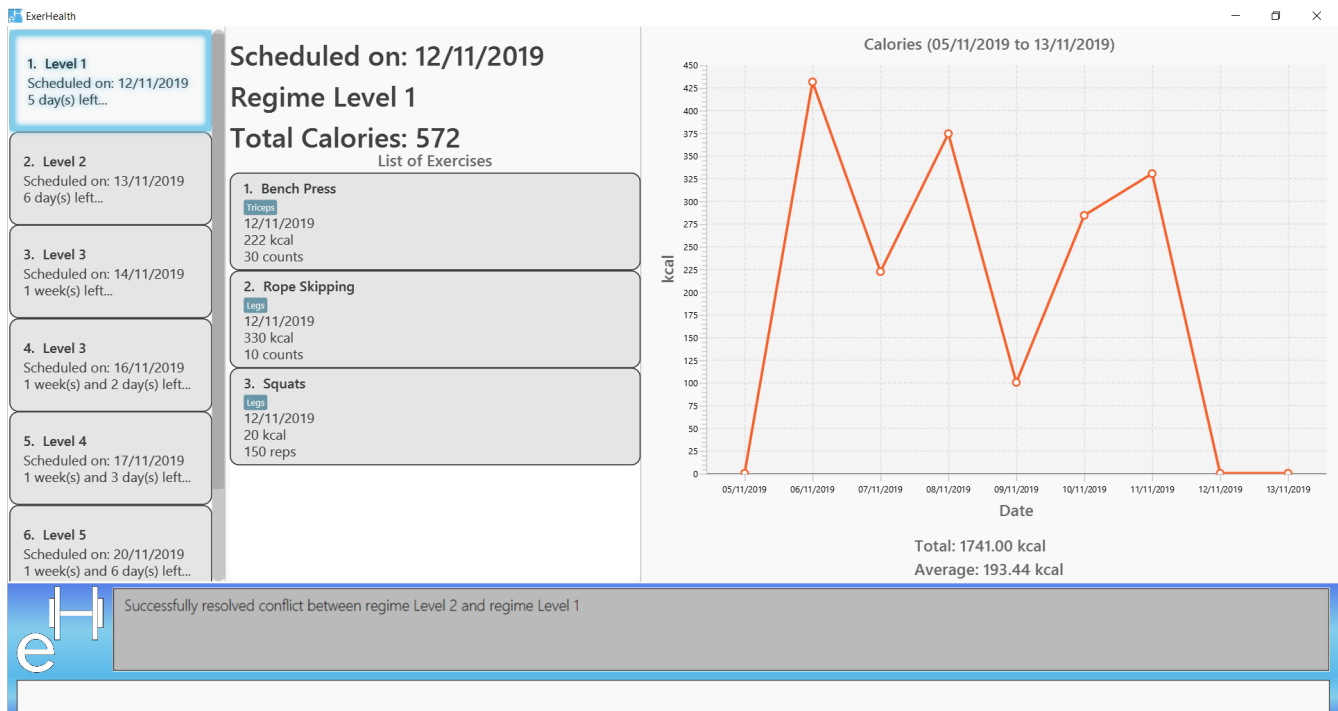 ExerHealth
1. Level 1
Scheduled on: 12/11/2019
5 day(s) left...
2. Level 2
Scheduled on: 13/11/2019
6 day(s) left...
3. Level 3
Scheduled on: 14/11/2019
1 week(s) left...
4. Level 3
Scheduled on: 16/11/2019
1 week(s) and 2 day(s) left...
5. Level 4
Scheduled on: 17/11/2019
1 week(s) and 3 day(s) left...
6. Level 5
Scheduled on: 20/11/2019
1 week(s) and 6 day(s) left...
Scheduled on: 12/11/2019
Regime Level 1
Total Calories: 572
List of Exercises
1. Bench Press
Triceps
12/11/2019
222 kcal
30 counts
2. Rope Skipping
Legs
12/11/2019
330 kcal
10 counts
3. Squats
Legs
12/11/2019
20 kcal
150 reps
Calories (05/11/2019 to 13/11/2019)
450
425
400
375
350
325
300
275
250
225
200
175
150
125
100
75
50
25
0
kcal
05/11/2019 06/11/2019 07/11/2019 08/11/2019 09/11/2019 10/11/2019 11/11/2019 12/11/2019 13/11/2019
Date
Total: 1741.00 kcal
Average: 193.44 kcal
eH
Successfully resolved conflict between regime Level 2 and regime Level 1